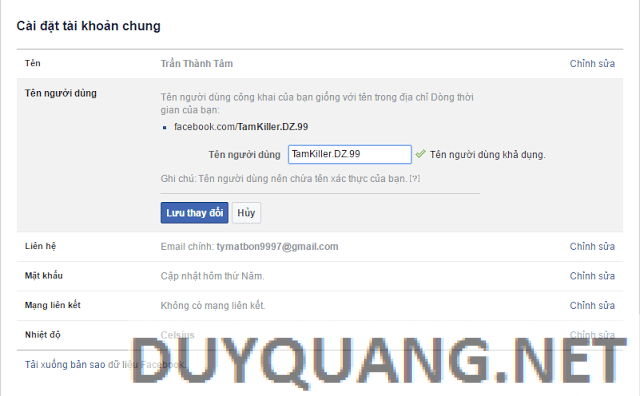 Cài đặt tài khoản chung
Tên Trần Thành Tâm Chỉnh sửa
Tên người dùng Tên người dùng công khai của bạn giống với tên trong địa chỉ Dòng thời
gian của bạn:
facebook.com/TamKiller.DZ.99
Tên người dùng TamKiller.DZ.99 Tên người dùng khả dụng.
Ghi chú: Tên người dùng nên chứa tên xác thực của bạn. [?]
Lưu thay đổi Hủy
Liên hệ Email chính: tymatbon9997@gmail.com Chỉnh sửa
Mật khẩu Cập nhật hôm thứ Năm. Chỉnh sửa
Mạng liên kết Không có mạng liên kết. Chỉnh sửa
Nhiệt độ Celsius Chỉnh sửa
Tải xuống bản sao dữ liệu Facebook.
DUYQUANG.NET